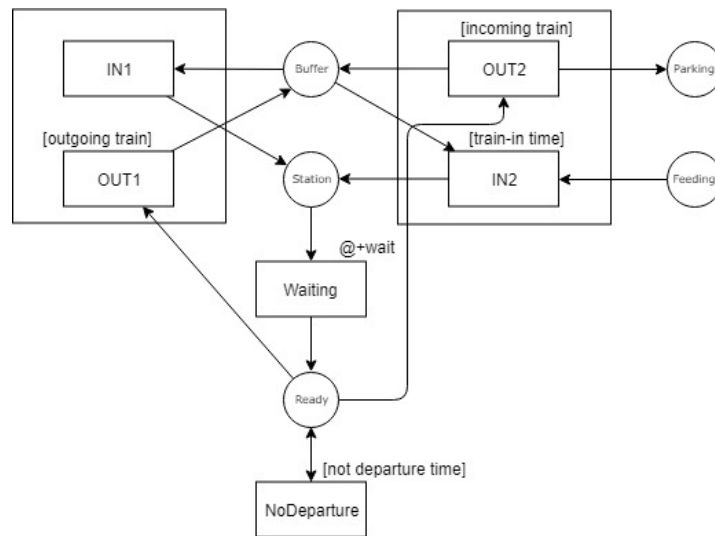 [incoming train]
IN1
Buffer
OUT2
Parking
[outgoing train]
[train-in time]
OUT1
Station
IN2
Feeding
@+wait
Waiting
Ready
[not departure time]
NoDeparture